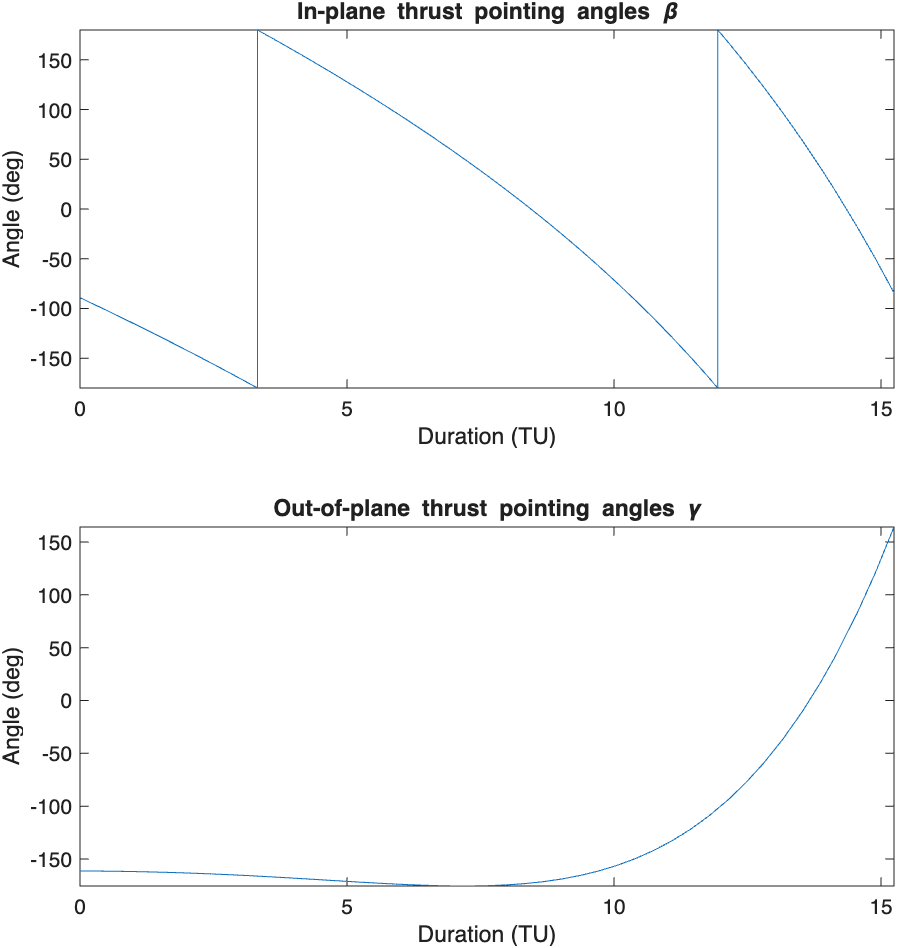 In-plane thrust pointing angles β
150
100
50
0
-50
-100
-150
Angle (deg)
0 5 10 15
Duration (TU)
Out-of-plane thrust pointing angles γ
150
100
50
0
-50
-100
-150
Angle (deg)
0 5 10 15
Duration (TU)